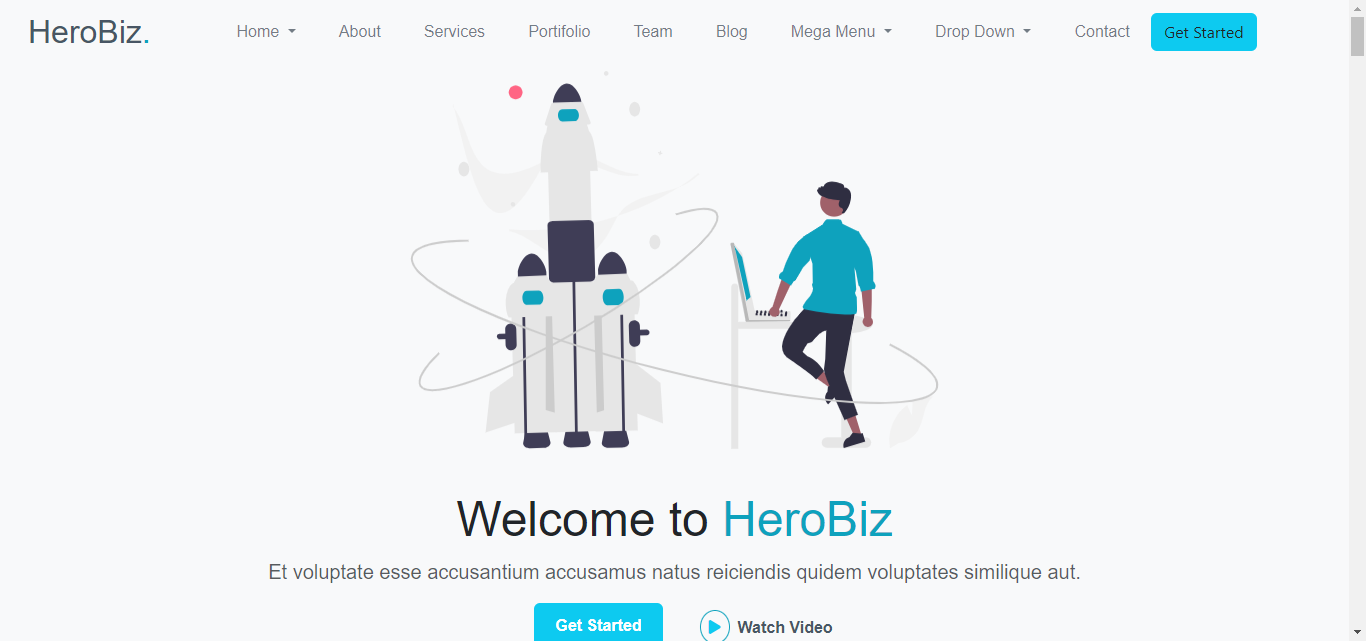 HeroBiz. Home About Services Portifolio Team Blog Mega Menu Drop Down Contact Get Started
Welcome to HeroBiz
Et voluptate esse accusantium accusamus natus reiciendis quidem voluptates similique aut.
Get Started Watch Video